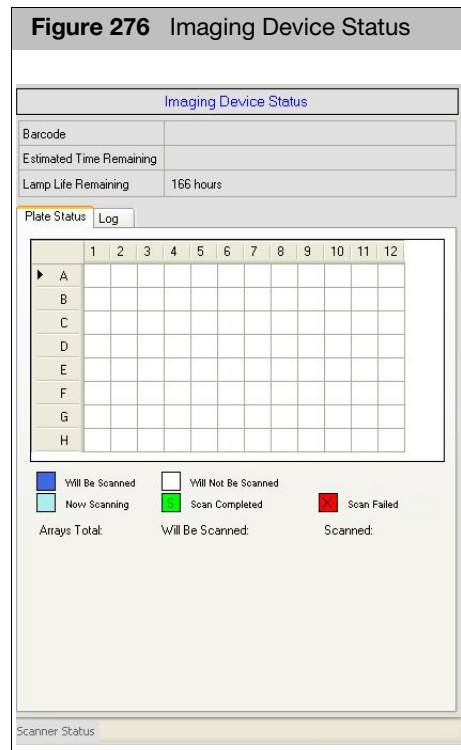 Figure 276 Imaging Device Status
Imaging Device Status
Barcode
Estimated Time Remaining
Lamp Life Remaining 166 hours
Plate Status Log
1 2 3 4 5 6 7 8 9 10 11 12
A
B
C
D
E
F
G
H
Will Be Scanned Will Not Be Scanned
Now Scanning S Scan Completed X Scan Failed
Arrays Total: Will Be Scanned: Scanned:
Scanner Status